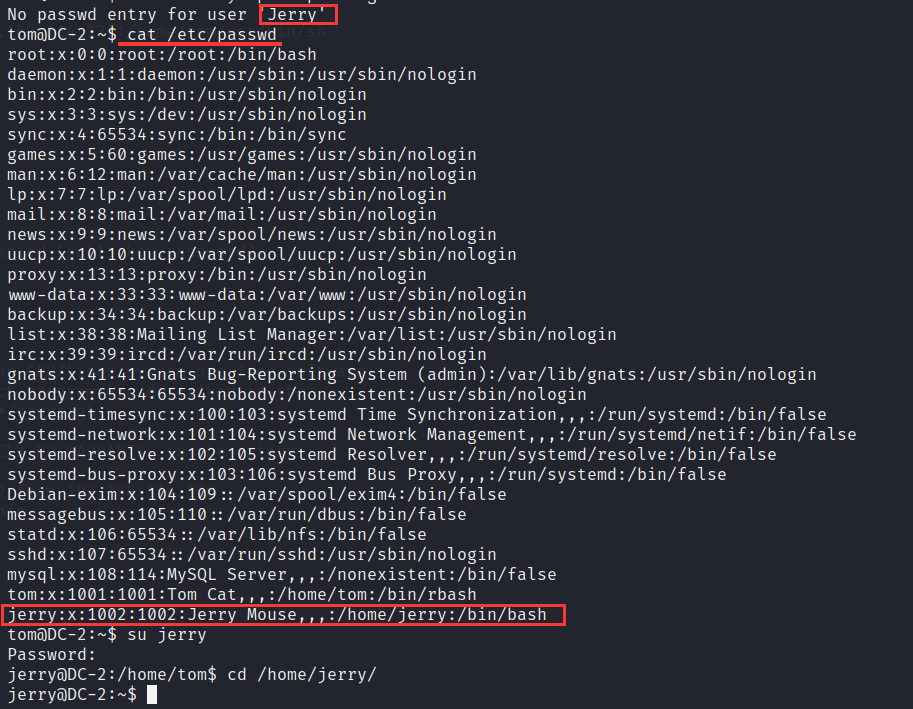 No passwd entry for user 'Jerry'
tom@DC-2:~$ cat /etc/passwd
root:x:0:0:root:/root:/bin/bash
daemon:x:1:1:daemon:/usr/sbin:/usr/sbin/nologin
bin:x:2:2:bin:/bin:/usr/sbin/nologin
sys:x:3:3:sys:/dev:/usr/sbin/nologin
sync:x:4:65534:sync:/bin:/bin/sync
games:x:5:60:games:/usr/games:/usr/sbin/nologin
man:x:6:12:man:/var/cache/man:/usr/sbin/nologin
lp:x:7:7:lp:/var/spool/lpd:/usr/sbin/nologin
mail:x:8:8:mail:/var/mail:/usr/sbin/nologin
news:x:9:9:news:/var/spool/news:/usr/sbin/nologin
uucp:x:10:10:uucp:/var/spool/uucp:/usr/sbin/nologin
proxy:x:13:13:proxy:/bin:/usr/sbin/nologin
www-data:x:33:33:www-data:/var/www:/usr/sbin/nologin
backup:x:34:34:backup:/var/backups:/usr/sbin/nologin
list:x:38:38:Mailing List Manager:/var/list:/usr/sbin/nologin
irc:x:39:39:ircd:/var/run/ircd:/usr/sbin/nologin
gnats:x:41:41:Gnats Bug-Reporting System (admin):/var/lib/gnats:/usr/sbin/nologin
nobody:x:65534:65534:nobody:/nonexistent:/usr/sbin/nologin
systemd-timesync:x:100:103:systemd Time Synchronization,,,:/run/systemd:/bin/false
systemd-network:x:101:104:systemd Network Management,,,:/run/systemd/netif:/bin/false
systemd-resolve:x:102:105:systemd Resolver,,,:/run/systemd/resolve:/bin/false
systemd-bus-proxy:x:103:106:systemd Bus Proxy,,,:/run/systemd:/bin/false
Debian-exim:x:104:109::/var/spool/exim4:/bin/false
messagebus:x:105:110::/var/run/dbus:/bin/false
statd:x:106:65534::/var/lib/nfs:/bin/false
sshd:x:107:65534::/var/run/sshd:/usr/sbin/nologin
mysql:x:108:114:MySQL Server,,,:/nonexistent:/bin/false
tom:x:1001:1001:Tom Cat,,,:/home/tom:/bin/rbash
jerry:x:1002:1002:Jerry Mouse,,,:/home/jerry:/bin/bash
tom@DC-2:~$ su jerry
Password:
jerry@DC-2:/home/tom$ cd /home/jerry/
jerry@DC-2:~$